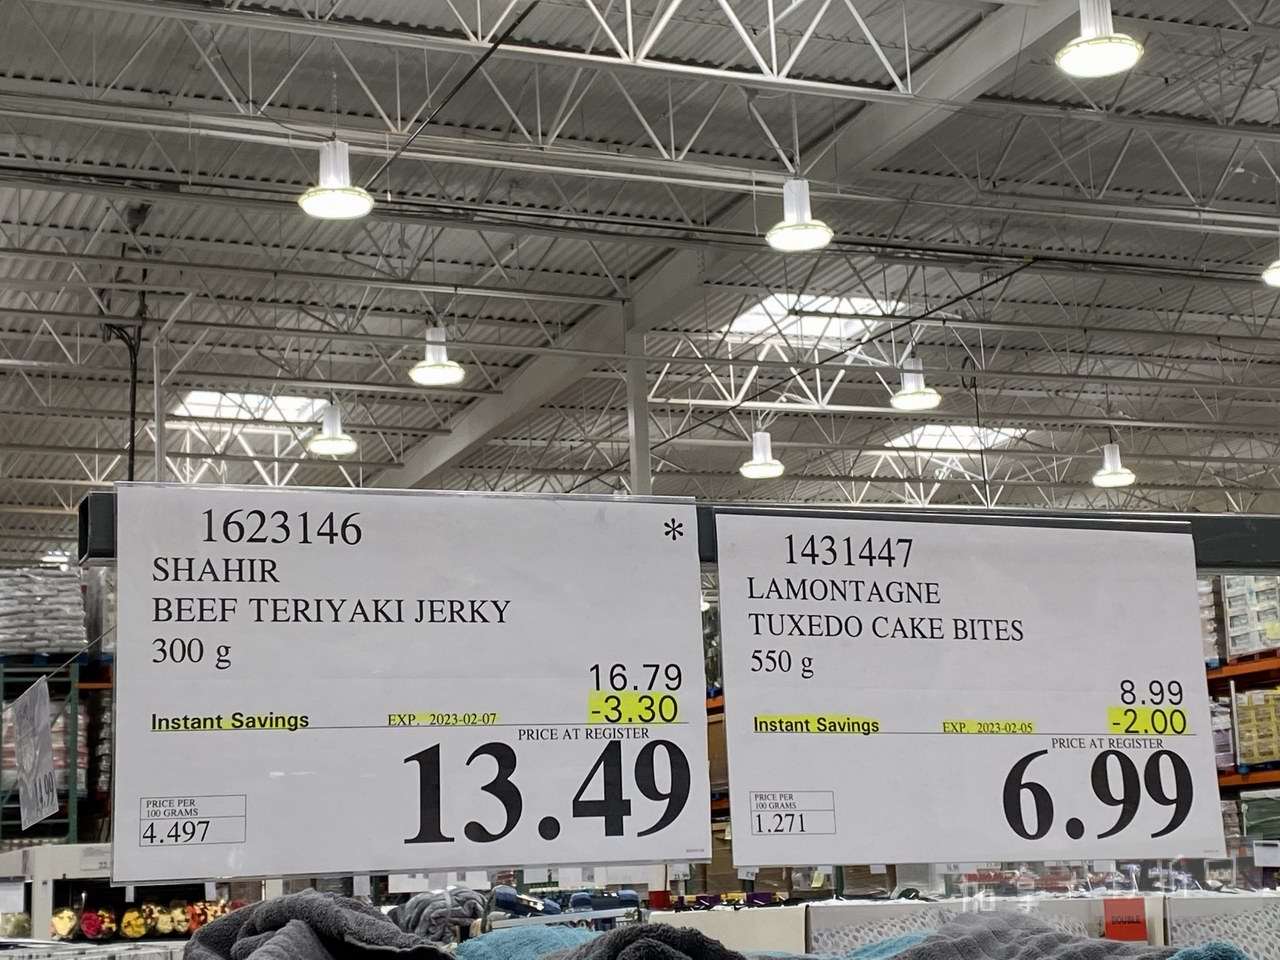 1623146
*
SHAHIR
BEEF TERIYAKI JERKY
300 g
16.79
Instant Savings EXP. 2023-02-07 -3.30
PRICE AT REGISTER
13.49
PRICE PER
100 GRAMS
4.497
1431447
LAMONTAGNE
TUXEDO CAKE BITES
550 g
8.99
Instant Savings EXP. 2023-02-05 -2.00
PRICE AT REGISTER
6.99
PRICE PER
100 GRAMS
1.271
DOUBLE